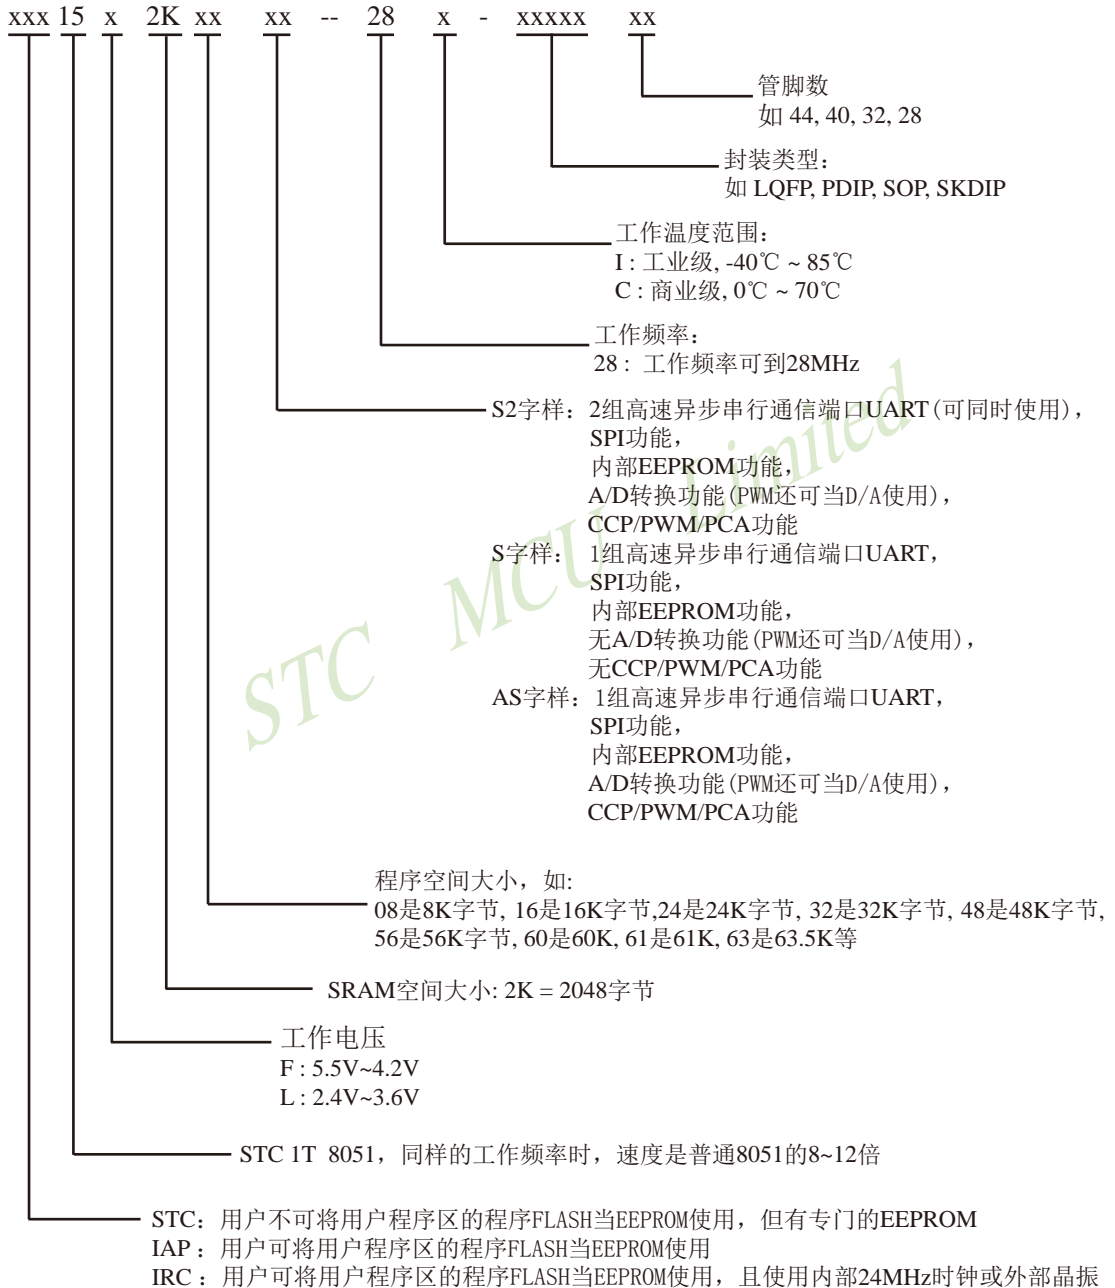 xxx 15 x 2K xx xx -- 28 x - xxxxx xx
管脚数
如 44, 40, 32, 28
封装类型：
如 LQFP, PDIP, SOP, SKDIP
工作温度范围：
I : 工业级, -40℃ ~ 85℃
C : 商业级, 0℃ ~ 70℃
工作频率：
28 : 工作频率可到28MHz
S2字样： 2组高速异步串行通信端口UART(可同时使用)，
SPI功能，
内部EEPROM功能，
A/D转换功能(PWM还可当D/A使用)，
CCP/PWM/PCA功能
S字样： 1组高速异步串行通信端口UART，
SPI功能，
内部EEPROM功能，
无A/D转换功能(PWM还可当D/A使用)，
无CCP/PWM/PCA功能
AS字样： 1组高速异步串行通信端口UART，
SPI功能，
内部EEPROM功能，
A/D转换功能(PWM还可当D/A使用)，
CCP/PWM/PCA功能
STC MCU Limited
程序空间大小，如:
08是8K字节, 16是16K字节,24是24K字节, 32是32K字节, 48是48K字节,
56是56K字节, 60是60K, 61是61K, 63是63.5K等
SRAM空间大小: 2K = 2048字节
工作电压
F : 5.5V~4.2V
L : 2.4V~3.6V
STC 1T 8051，同样的工作频率时，速度是普通8051的8~12倍
STC：用户不可将用户程序区的程序FLASH当EEPROM使用，但有专门的EEPROM
IAP：用户可将用户程序区的程序FLASH当EEPROM使用
IRC：用户可将用户程序区的程序FLASH当EEPROM使用，且使用内部24MHz时钟或外部晶振